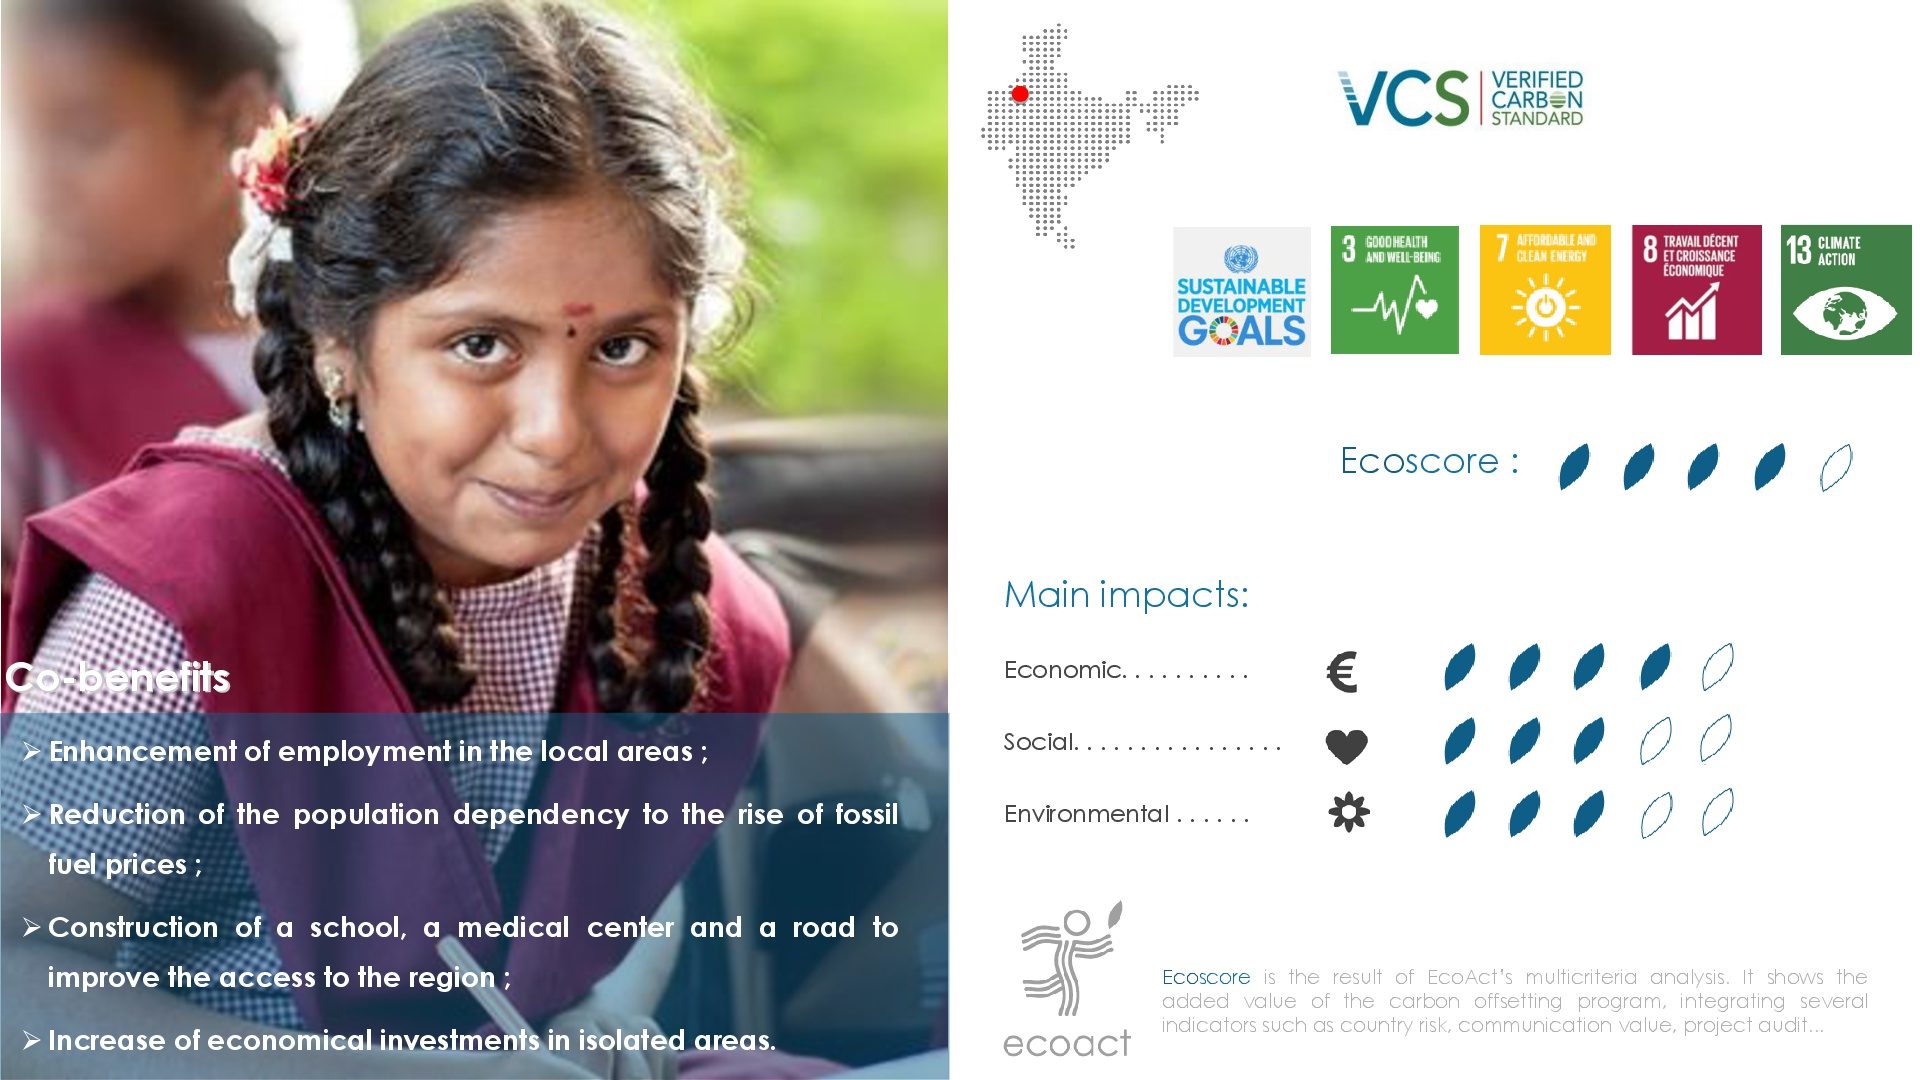 Co-benefits
➢ Enhancement of employment in the local areas ;
➢ Reduction of the population dependency to the rise of fossil
fuel prices ;
➢ Construction of a school, a medical center and a road to
improve the access to the region ;
➢ Increase of economical investments in isolated areas.
VCS VERIFIED
CARBON
STANDARD
SUSTAINABLE
DEVELOPMENT
GOALS
3 GOOD HEALTH
AND WELL-BEING
7 AFFORDABLE AND
CLEAN ENERGY
8 TRAVAIL DÉCENT
ET CROISSANCE
ÉCONOMIQUE
13 CLIMATE
ACTION
Ecoscore :
Main impacts:
Economic. . . . . . . . . . €
Social. . . . . . . . . . . . . . . .
Environmental . . . . . .
ecoact
Ecoscore is the result of EcoAct’s multicriteria analysis. It shows the
added value of the carbon offsetting program, integrating several
indicators such as country risk, communication value, project audit...